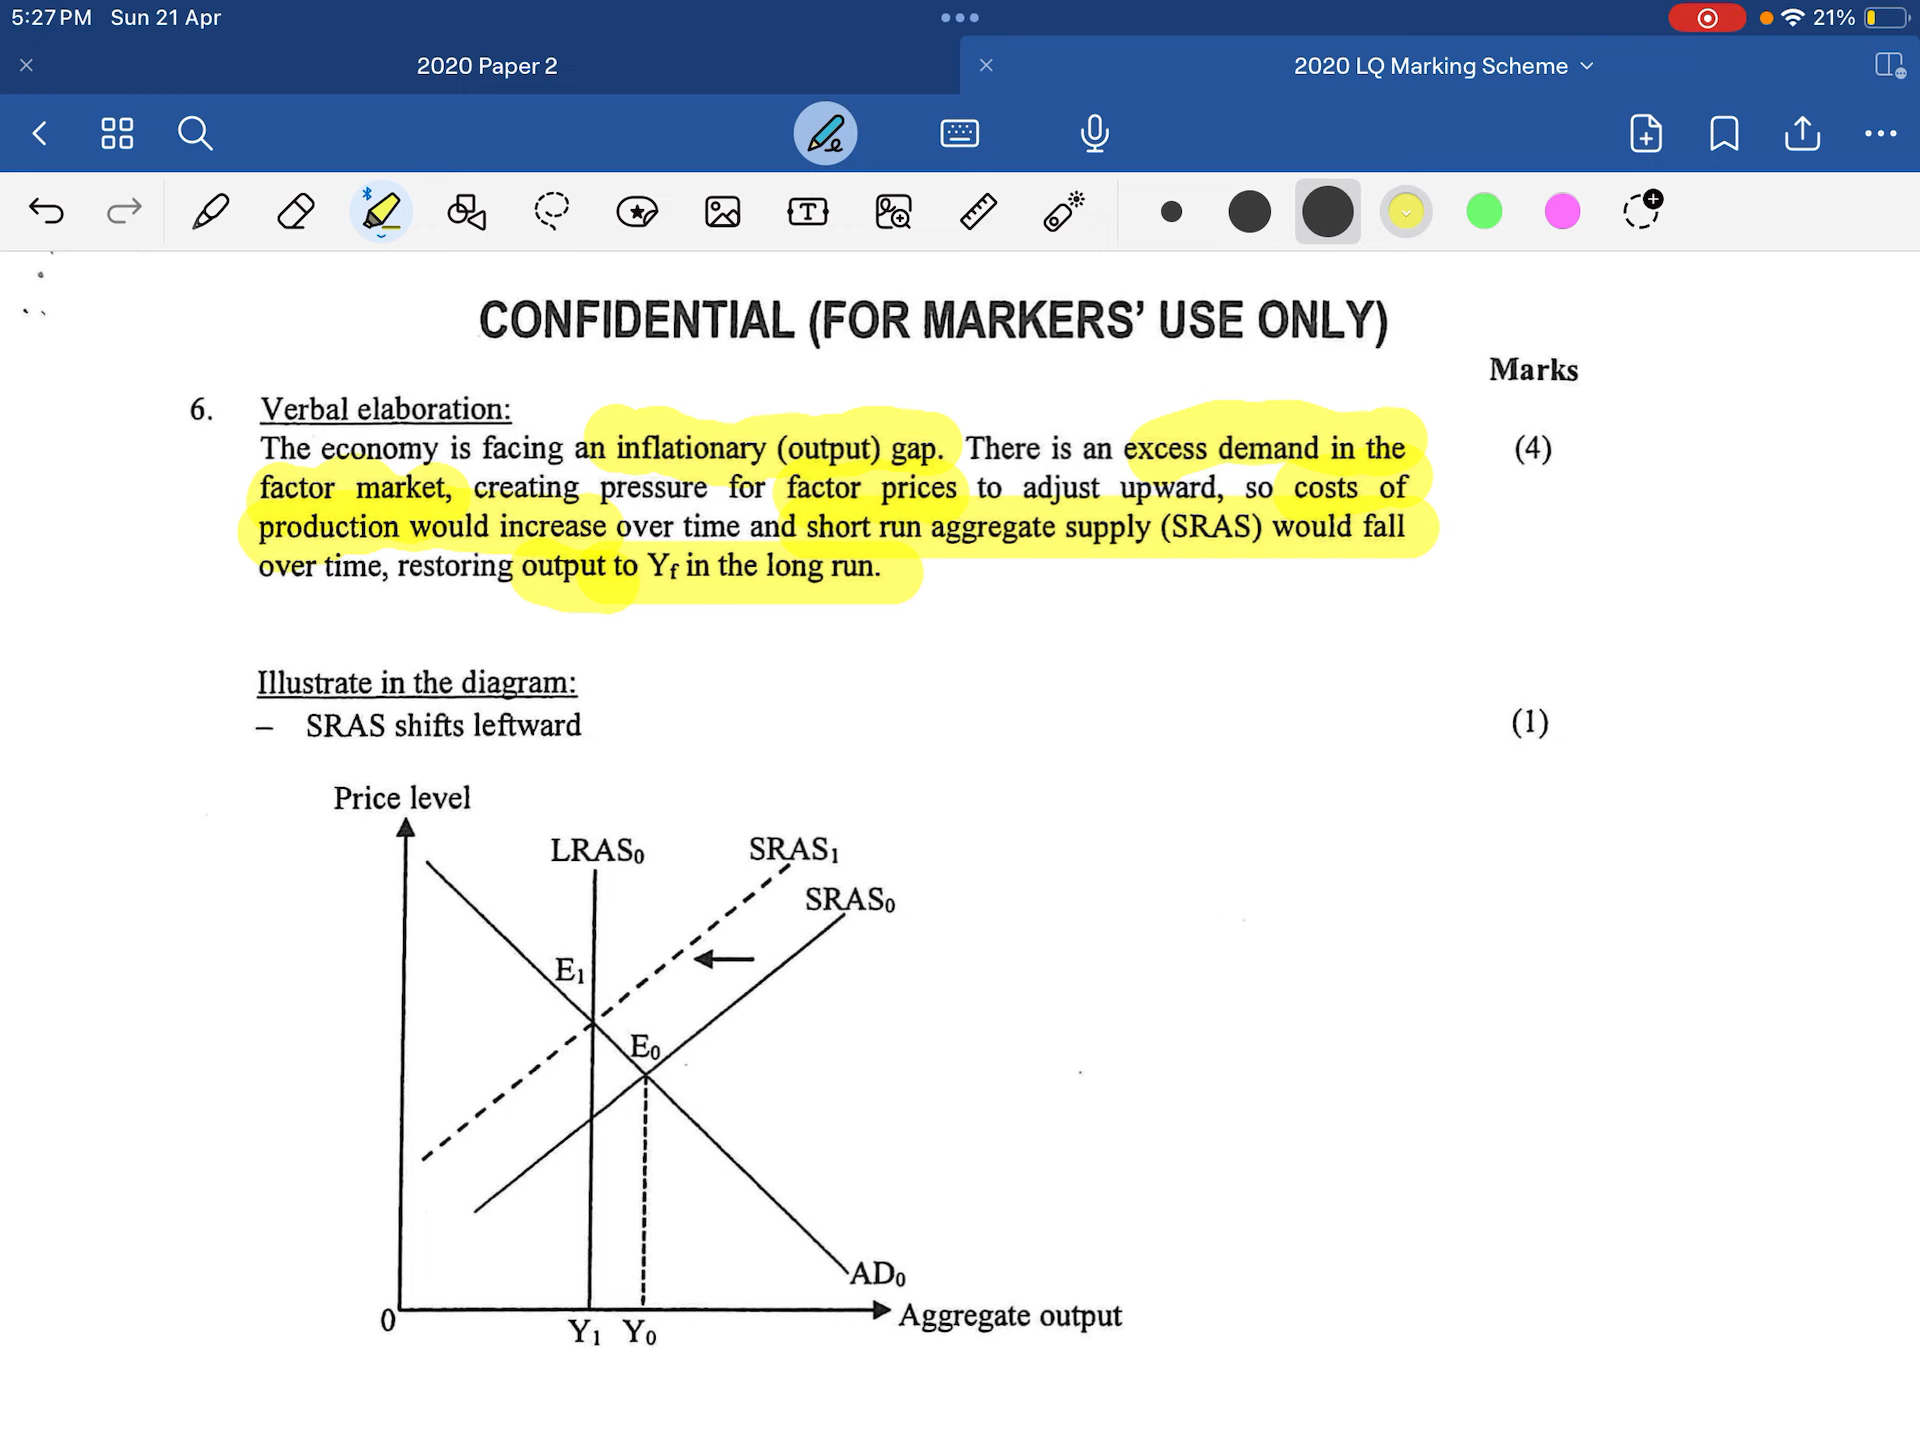 5:27 PM Sun 21 Apr
21%
2020 Paper 2
2020 LQ Marking Scheme
CONFIDENTIAL (FOR MARKERS' USE ONLY)
Marks
6. Verbal elaboration:
The economy is facing an inflationary (output) gap. There is an excess demand in the (4)
factor market, creating pressure for factor prices to adjust upward, so costs of
production would increase over time and short run aggregate supply (SRAS) would fall
over time, restoring output to Yf in the long run.
Illustrate in the diagram:
– SRAS shifts leftward (1)
Price level
LRAS0 SRAS1
SRAS0
E1
E0
AD0
0 Aggregate output
Y1 Y0